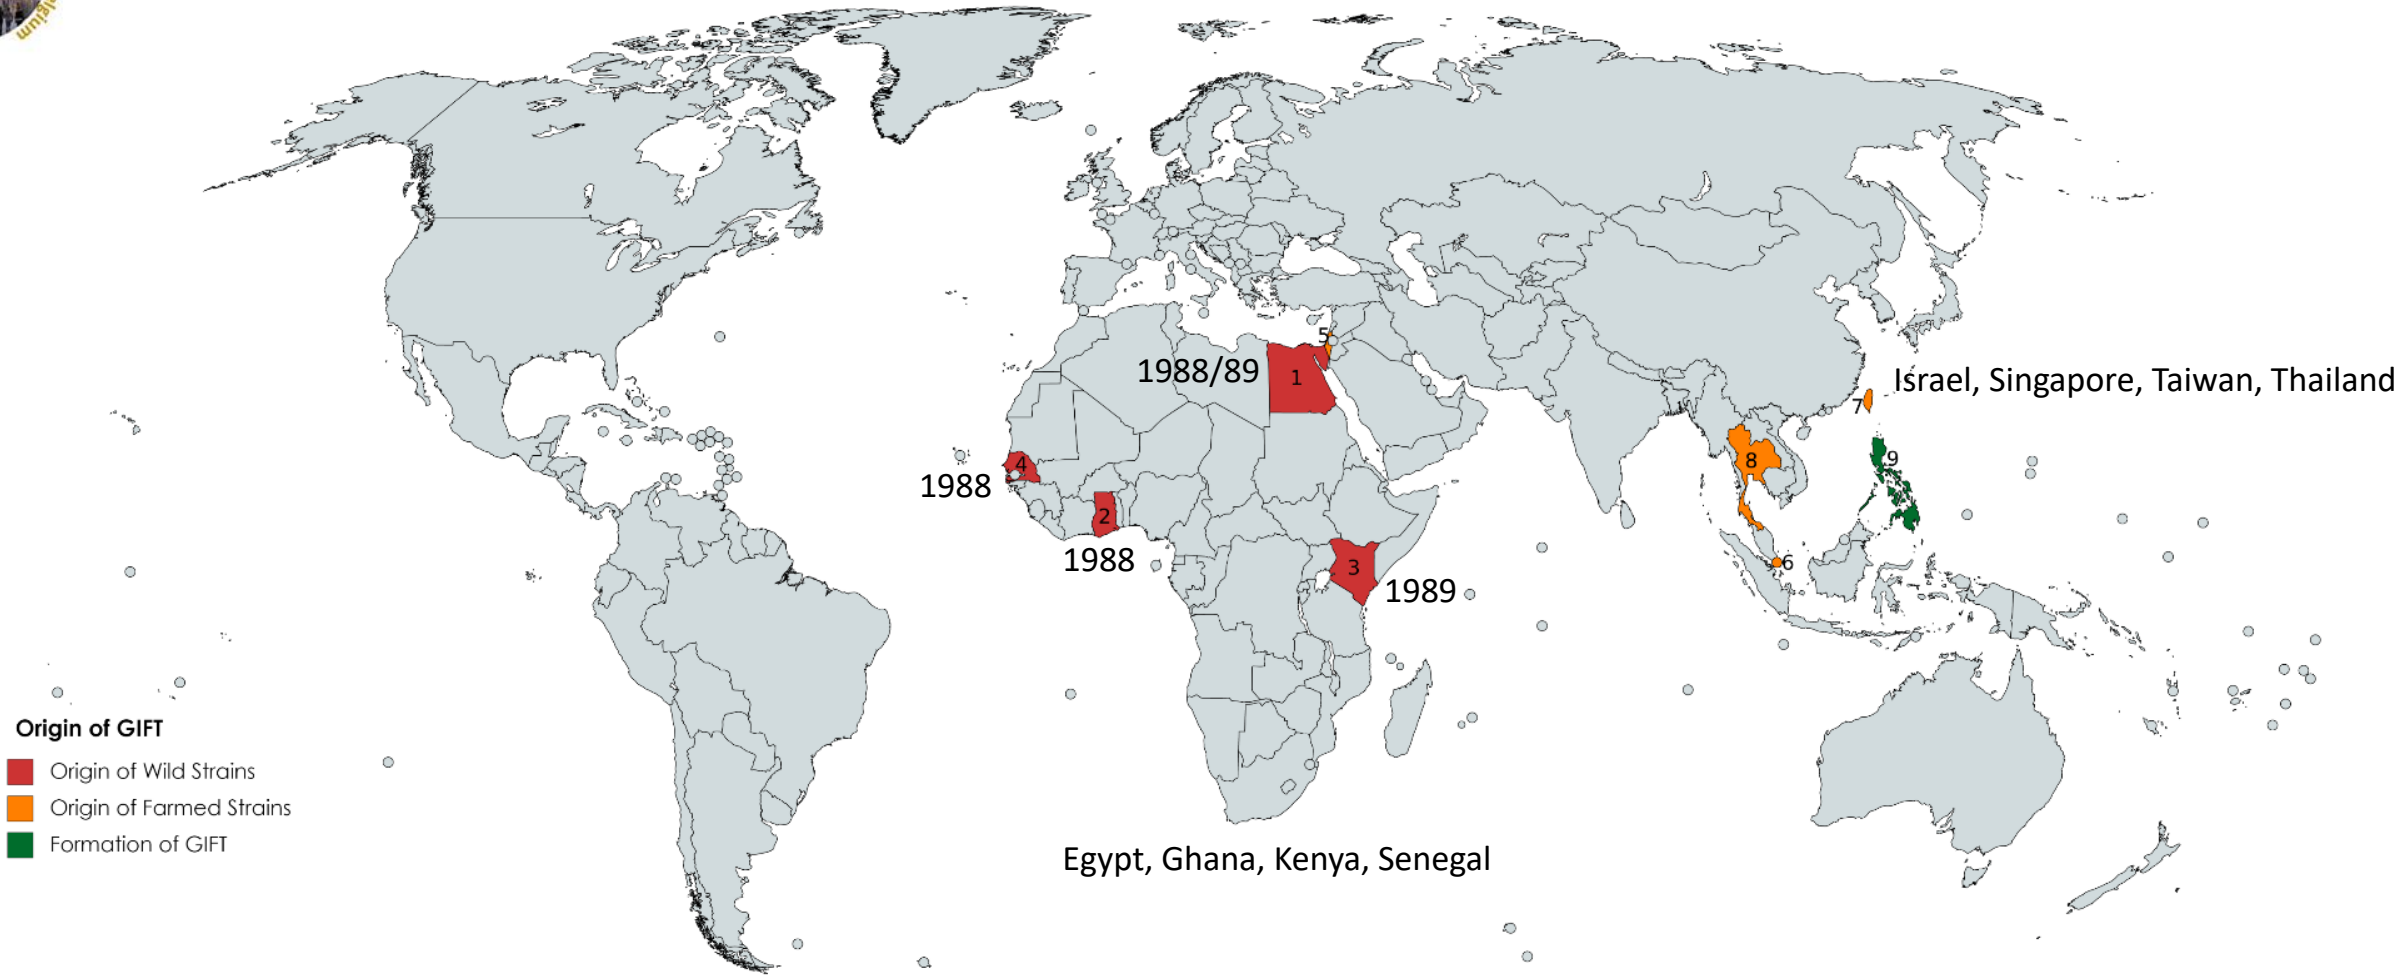 5
1988/89
1
Israel, Singapore, Taiwan, Thailand
7
4
8
9
1988
2
1988
3
1989
6
Origin of GIFT
Origin of Wild Strains
Origin of Farmed Strains
Formation of GIFT
Egypt, Ghana, Kenya, Senegal